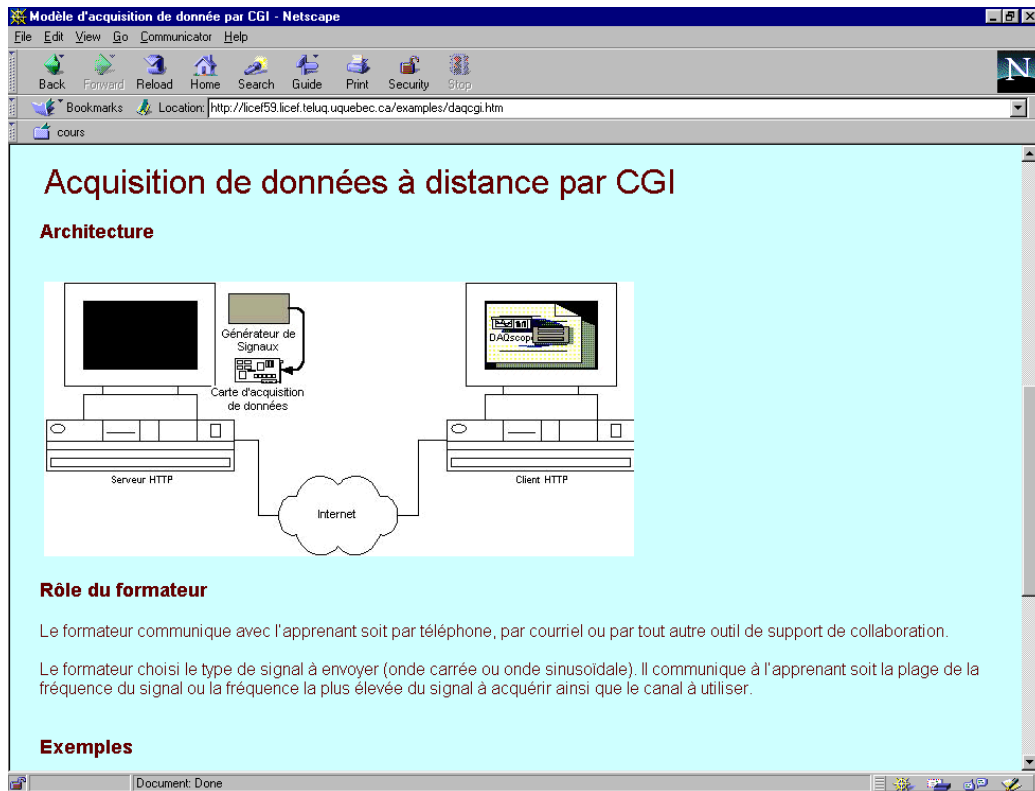 Modèle d'acquisition de donnée par CGI - Netscape
File Edit View Go Communicator Help
Back Forward Reload Home Search Guide Print Security Stop
N
Bookmarks Location: http://licef59.licef.teluq.uquebec.ca/examples/daqcgi.htm
cours
Acquisition de données à distance par CGI
Architecture
Générateur de
Signaux
DAQscope
Carte d'acquisition
de données
Serveur HTTP
Client HTTP
Internet
Rôle du formateur
Le formateur communique avec l'apprenant soit par téléphone, par courriel ou par tout autre outil de support de collaboration.
Le formateur choisi le type de signal à envoyer (onde carrée ou onde sinusoïdale). Il communique à l'apprenant soit la plage de la
fréquence du signal ou la fréquence la plus élevée du signal à acquérir ainsi que le canal à utiliser.
Exemples
Document: Done